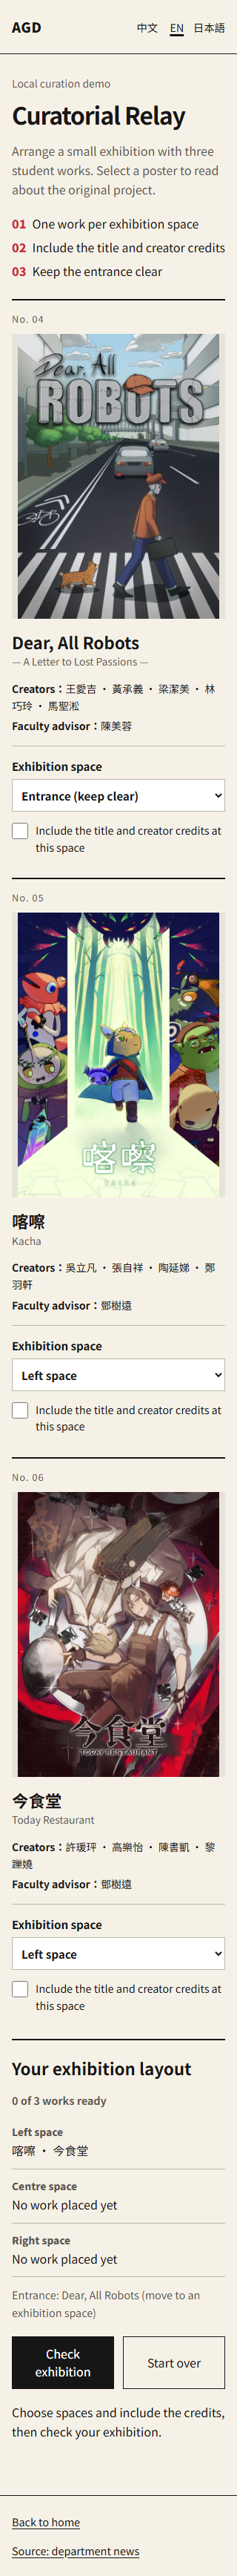 AGD
中文 EN 日本語
Local curation demo
Curatorial Relay
Arrange a small exhibition with three
student works. Select a poster to read
about the original project.
01 One work per exhibition space
02 Include the title and creator credits
03 Keep the entrance clear
No. 04
Dear, All
ROBOTS
Dear, All Robots
— A Letter to Lost Passions —
Creators：王愛吉 ・ 黃承義 ・ 梁潔美 ・ 林
巧玲 ・ 馬聖淞
Faculty advisor：陳美蓉
Exhibition space
Entrance (keep clear)
Include the title and creator credits at
this space
No. 05
喀嚓
kacha
喀嚓
Kacha
Creators：吳立凡 ・ 張自祥 ・ 陶延娣 ・ 鄭
羽軒
Faculty advisor：鄧樹遠
Exhibition space
Left space
Include the title and creator credits at
this space
No. 06
今食堂
TODAY RESTAURANT
今食堂
Today Restaurant
Creators：許瑷玶 ・ 高樂怡 ・ 陳書凱 ・ 黎
躒嬈
Faculty advisor：鄧樹遠
Exhibition space
Left space
Include the title and creator credits at
this space
Your exhibition layout
0 of 3 works ready
Left space
喀嚓 ・ 今食堂
Centre space
No work placed yet
Right space
No work placed yet
Entrance: Dear, All Robots (move to an
exhibition space)
Check
exhibition
Start over
Choose spaces and include the credits,
then check your exhibition.
Back to home
Source: department news